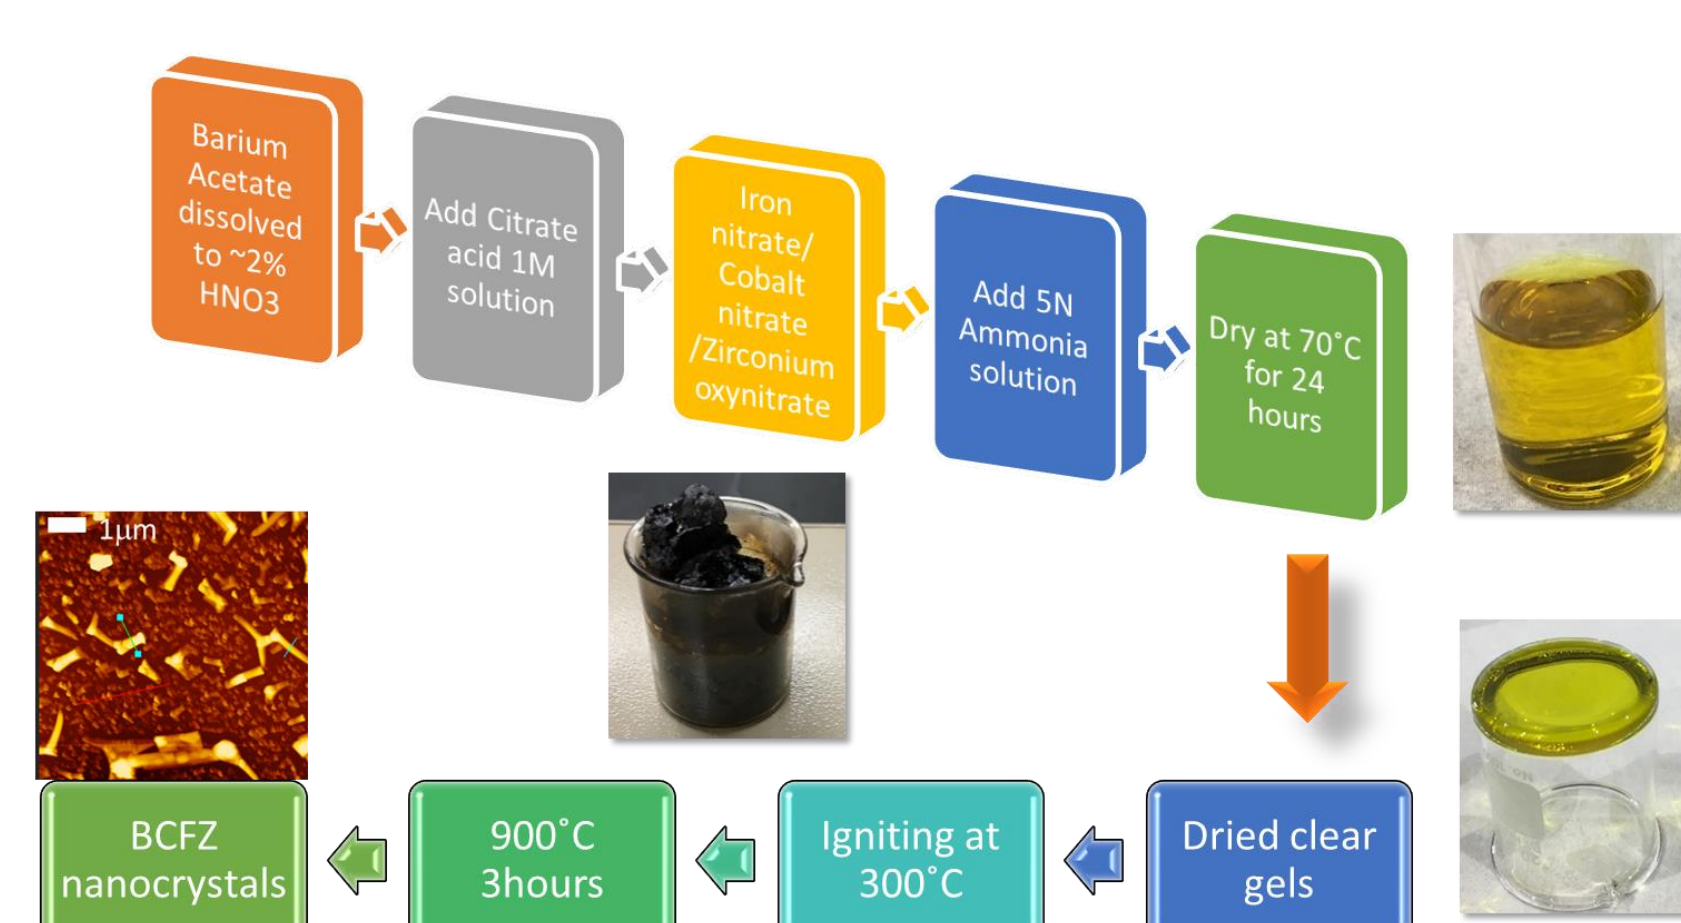 Barium
Acetate
dissolved
to ~2%
HNO3
Add Citrate
acid 1M
solution
Iron
nitrate/
Cobalt
nitrate
/Zirconium
oxynitrate
Add 5N
Ammonia
solution
Dry at 70˚C
for 24
hours
1µm
Dried clear
gels
Igniting at
300˚C
900˚C
3hours
BCFZ
nanocrystals